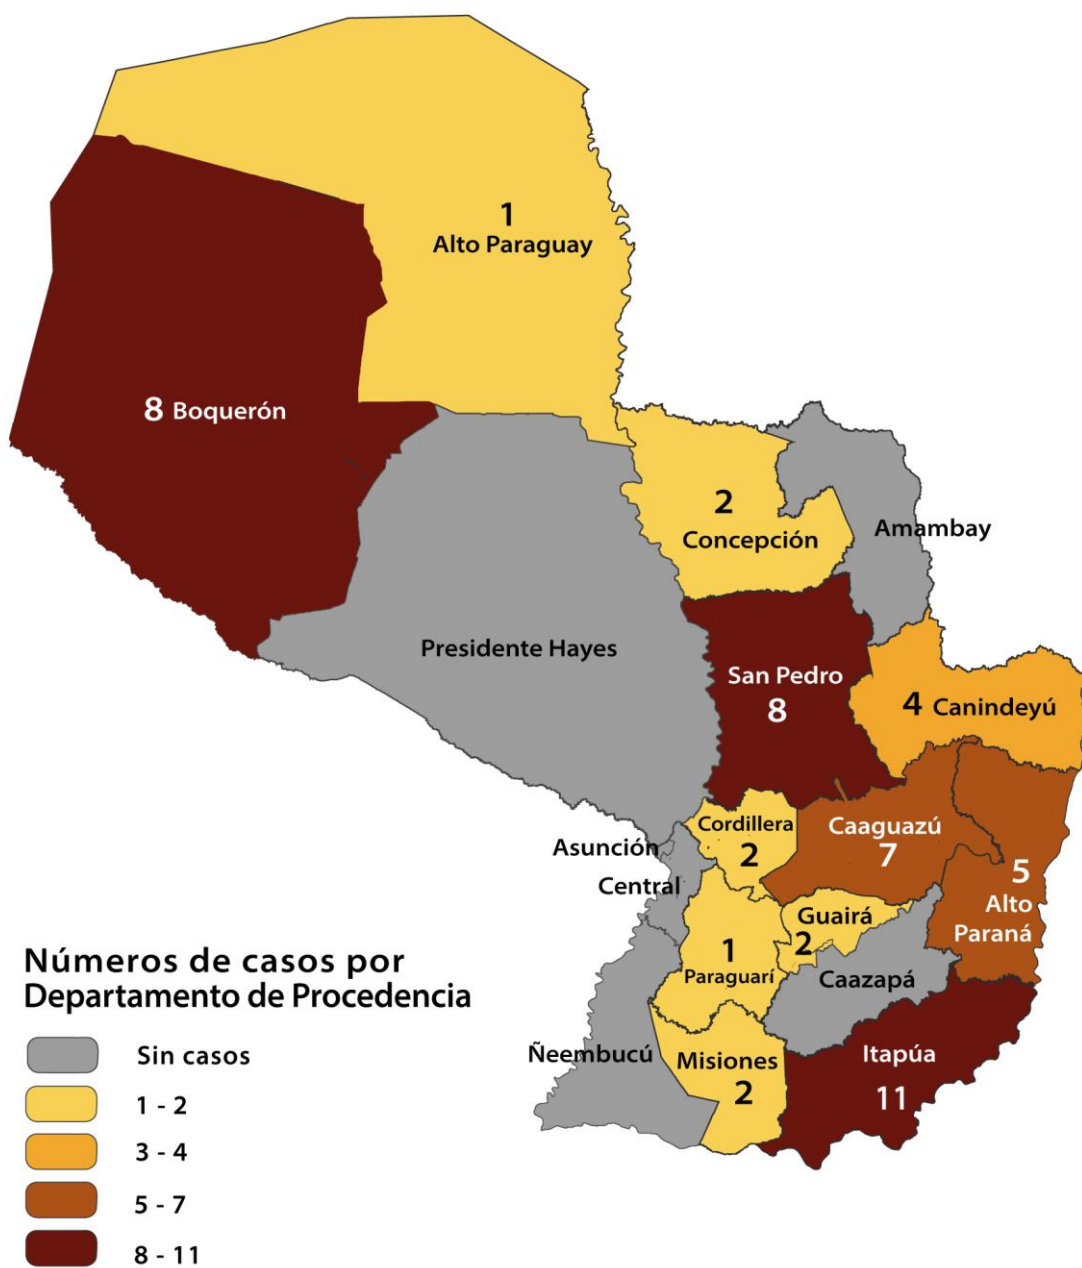 1
Alto Paraguay
8 Boquerón
2
Concepción
Amambay
Presidente Hayes
San Pedro
8
4 Canindeyú
Cordillera
2
Caaguazú
7
Asunción
Central
5
Alto
Paraná
Guairá
2
1
Paraguarí
Caazapá
Ñeembucú
Misiones
2
Itapúa
11
Números de casos por
Departamento de Procedencia
Sin casos
1 - 2
3 - 4
5 - 7
8 - 11